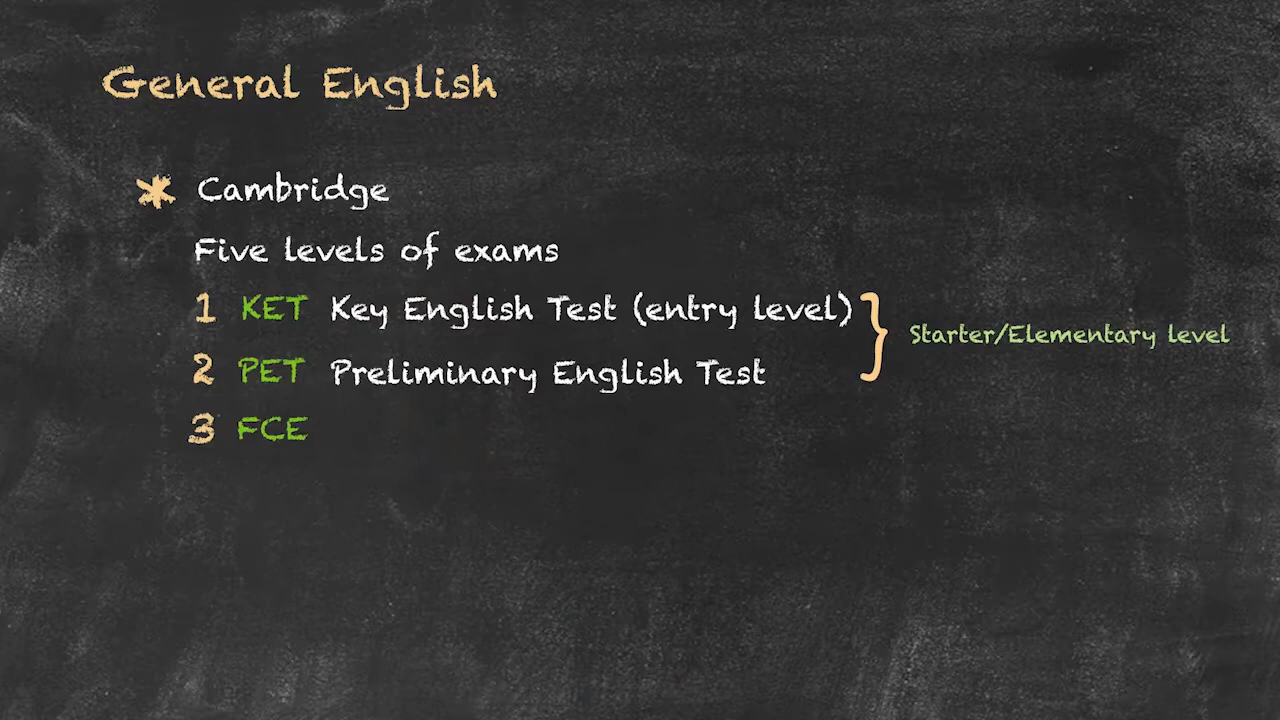 General English
* Cambridge
Five levels of exams
1 KET Key English Test (entry level)
} Starter/Elementary level
2 PET Preliminary English Test
3 FCE